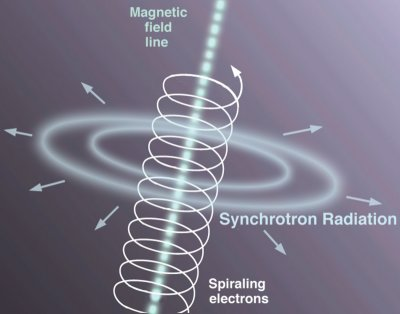 Magnetic
field
line
Synchrotron Radiation
Spiraling
electrons